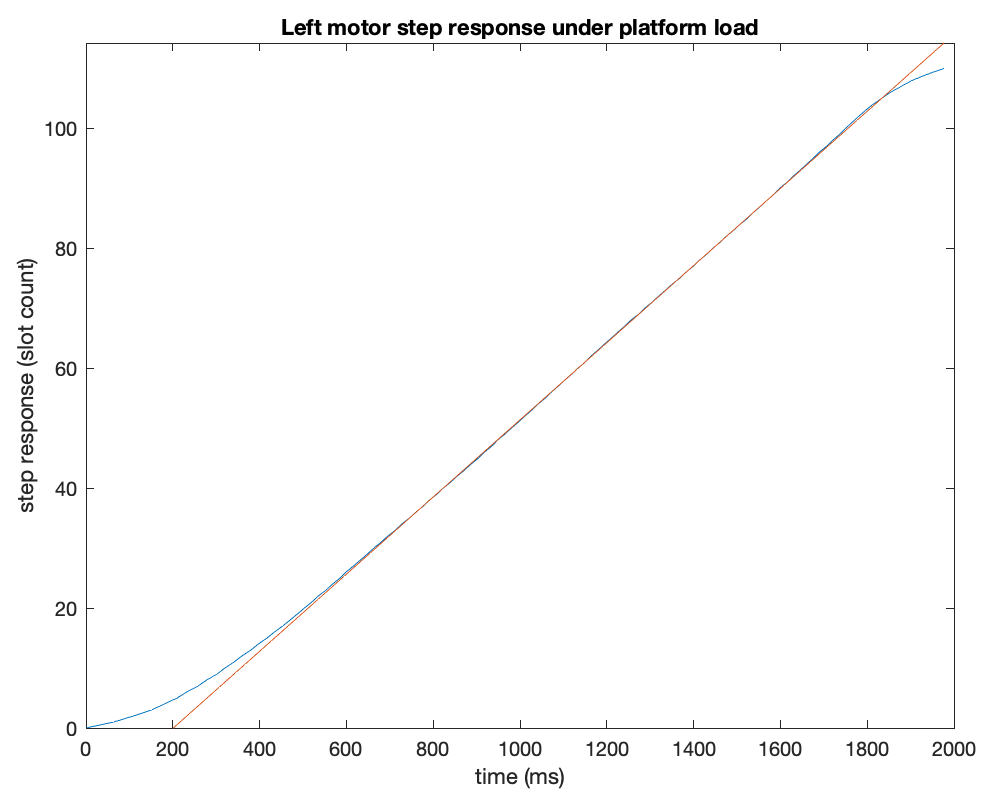 Left motor step response under platform load
100
80
60
40
20
0
step response (slot count)
0 200 400 600 800 1000 1200 1400 1600 1800 2000
time (ms)